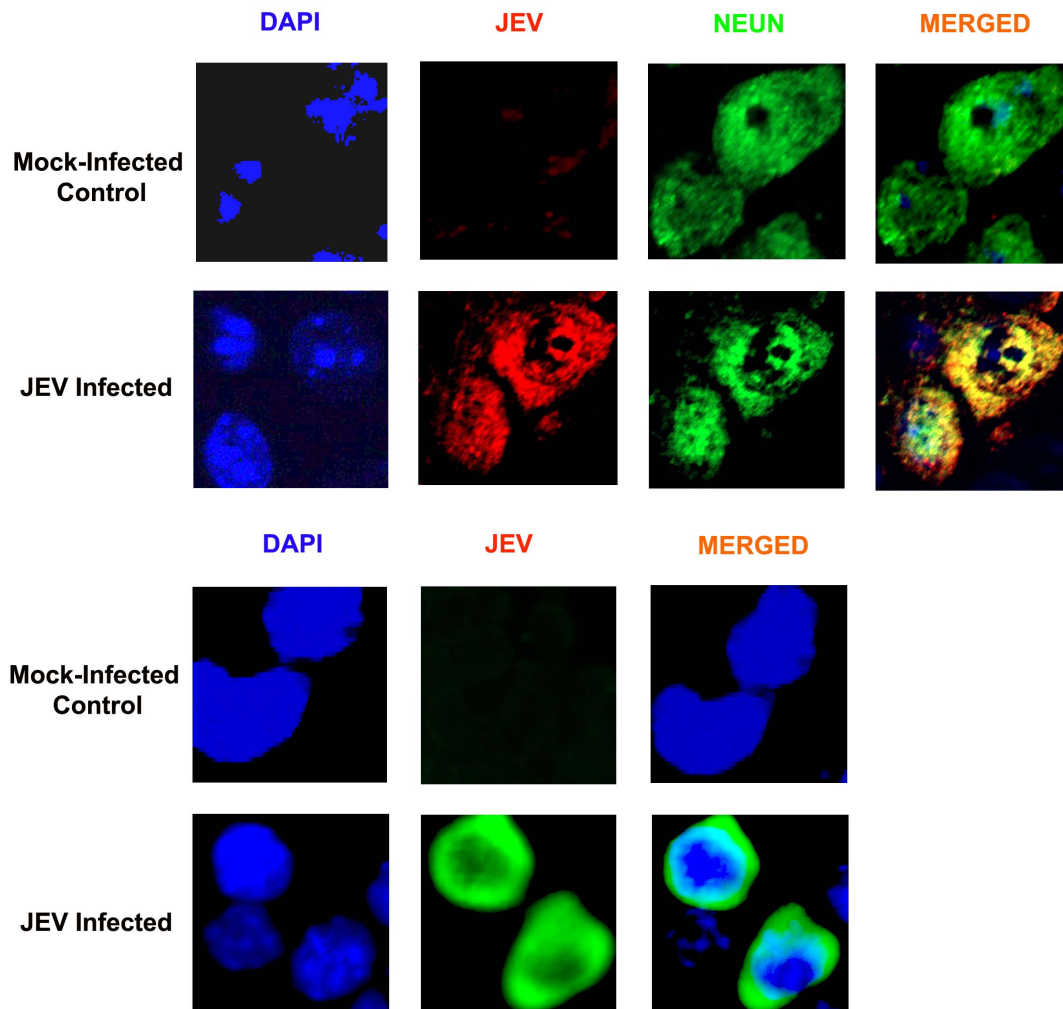 DAPI JEV NEUN MERGED
Mock-Infected
Control
JEV Infected
DAPI JEV MERGED
Mock-Infected
Control
JEV Infected